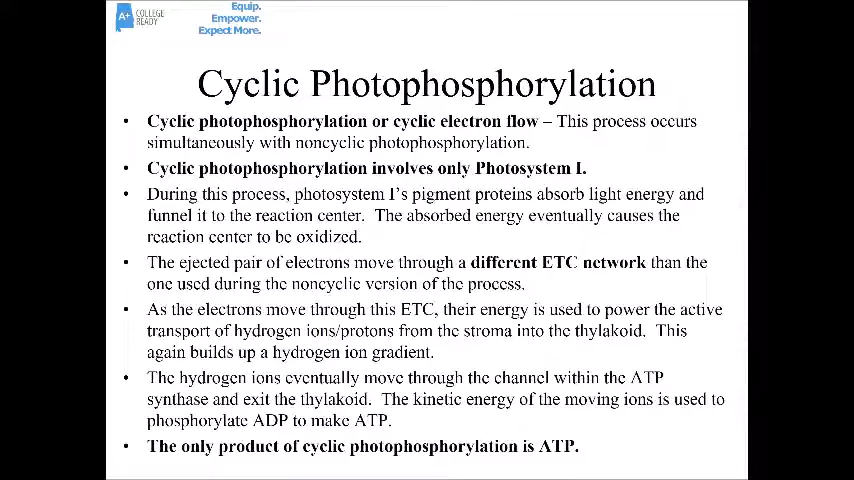 A+ COLLEGE
READY
Equip.
Empower.
Expect More.
Cyclic Photophosphorylation
• Cyclic photophosphorylation or cyclic electron flow – This process occurs
simultaneously with noncyclic photophosphorylation.
• Cyclic photophosphorylation involves only Photosystem I.
• During this process, photosystem I's pigment proteins absorb light energy and
funnel it to the reaction center. The absorbed energy eventually causes the
reaction center to be oxidized.
• The ejected pair of electrons move through a different ETC network than the
one used during the noncyclic version of the process.
• As the electrons move through this ETC, their energy is used to power the active
transport of hydrogen ions/protons from the stroma into the thylakoid. This
again builds up a hydrogen ion gradient.
• The hydrogen ions eventually move through the channel within the ATP
synthase and exit the thylakoid. The kinetic energy of the moving ions is used to
phosphorylate ADP to make ATP.
• The only product of cyclic photophosphorylation is ATP.